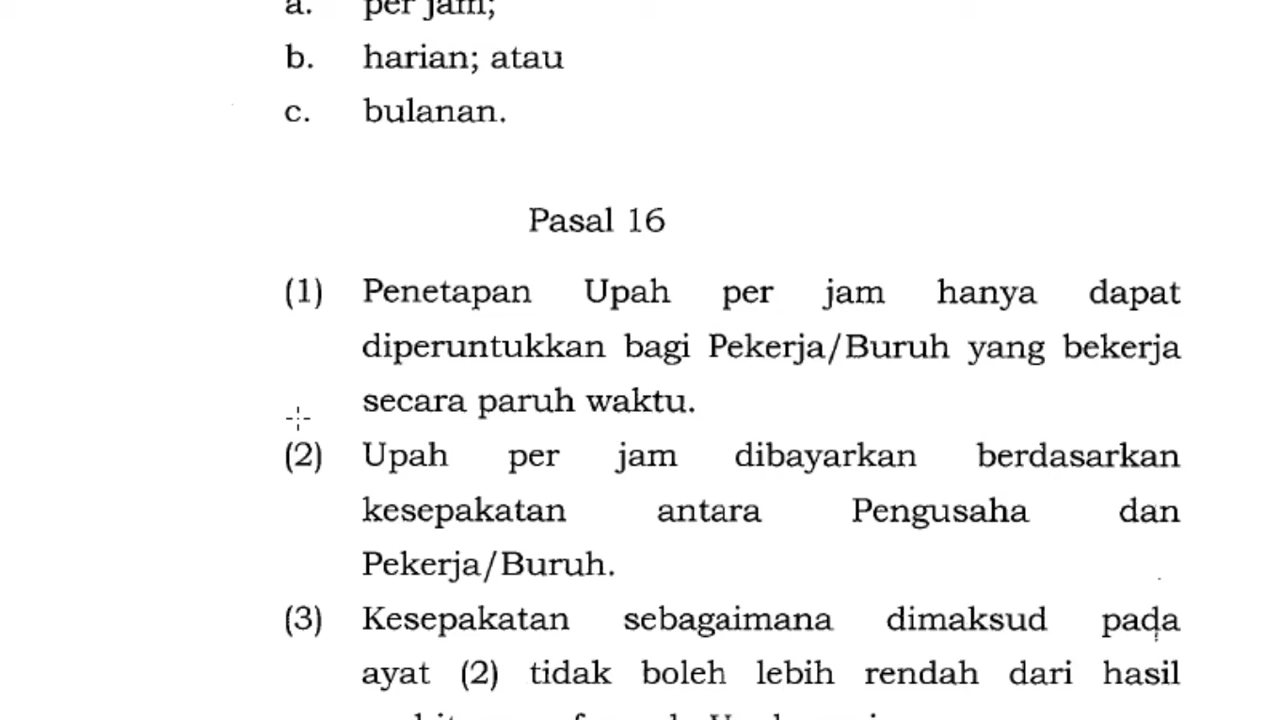 a. per jam;
b. harian; atau
c. bulanan.
Pasal 16
(1) Penetapan Upah per jam hanya dapat
diperuntukkan bagi Pekerja/Buruh yang bekerja
secara paruh waktu.
(2) Upah per jam dibayarkan berdasarkan
kesepakatan antara Pengusaha dan
Pekerja/Buruh.
(3) Kesepakatan sebagaimana dimaksud pada
ayat (2) tidak boleh lebih rendah dari hasil